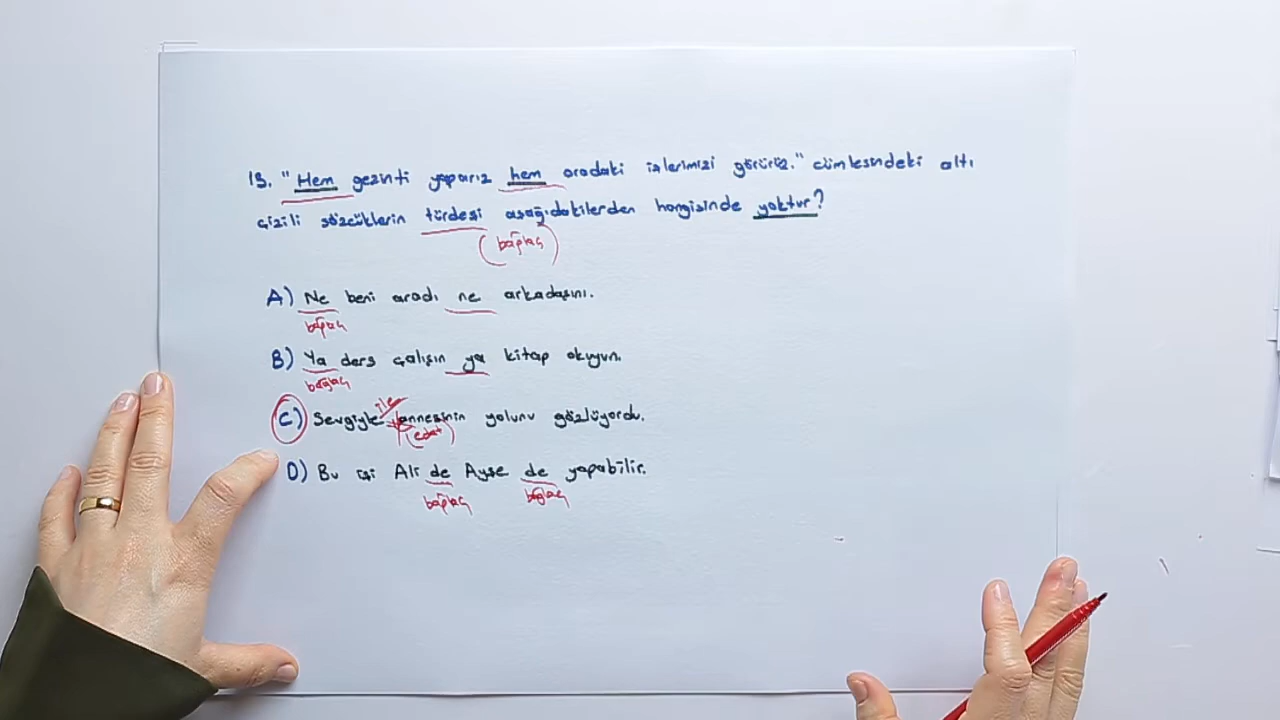 13. "Hem gezinti yaparız hem oradaki işlerimizi görürüz." cümlesindeki altı
çizili sözcüklerin türdeşi aşağıdakilerden hangisinde yoktur?
(bağlaç)
A) Ne beni aradı ne arkadaşını.
bağlaç
B) Ya ders çalışın ya kitap okuyun.
bağlaç
ile
C) Sevgiyle annesinin yolunu gözlüyordu.
(edat)
D) Bu işi Ali de Ayşe de yapabilir.
bağlaç bağlaç